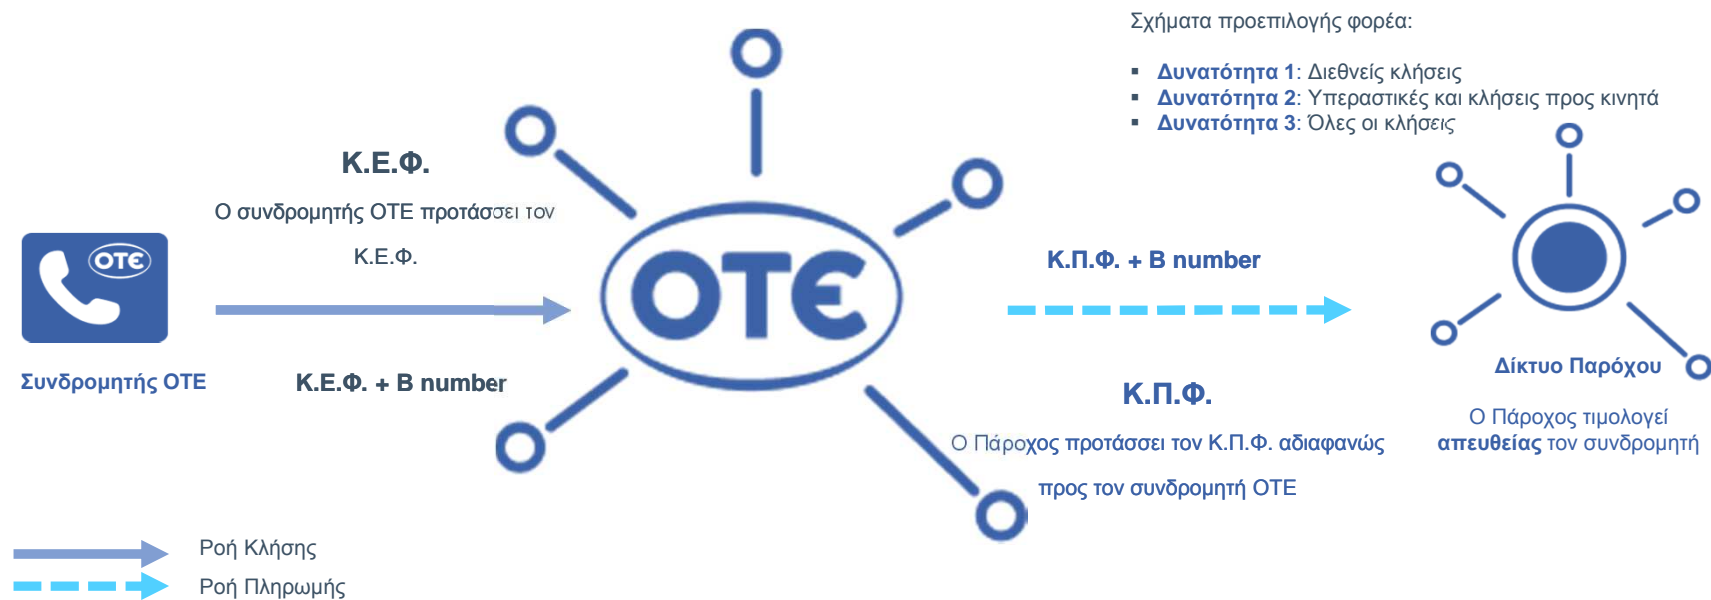 Σχήματα προεπιλογής φορέα:
▪ Δυνατότητα 1: Διεθνείς κλήσεις
▪ Δυνατότητα 2: Υπεραστικές και κλήσεις προς κινητά
▪ Δυνατότητα 3: Όλες οι κλήσεις
Κ.Ε.Φ.
Ο συνδρομητής ΟΤΕ προτάσσει τον
Κ.Ε.Φ.
ΟΤΕ
Συνδρομητής ΟΤΕ
Κ.Ε.Φ. + B number
ΟΤΕ
Κ.Π.Φ. + B number
Κ.Π.Φ.
Ο Πάροχος προτάσσει τον Κ.Π.Φ. αδιαφανώς
προς τον συνδρομητή ΟΤΕ
Δίκτυο Παρόχου
Ο Πάροχος τιμολογεί
απευθείας τον συνδρομητή
Ροή Κλήσης
Ροή Πληρωμής